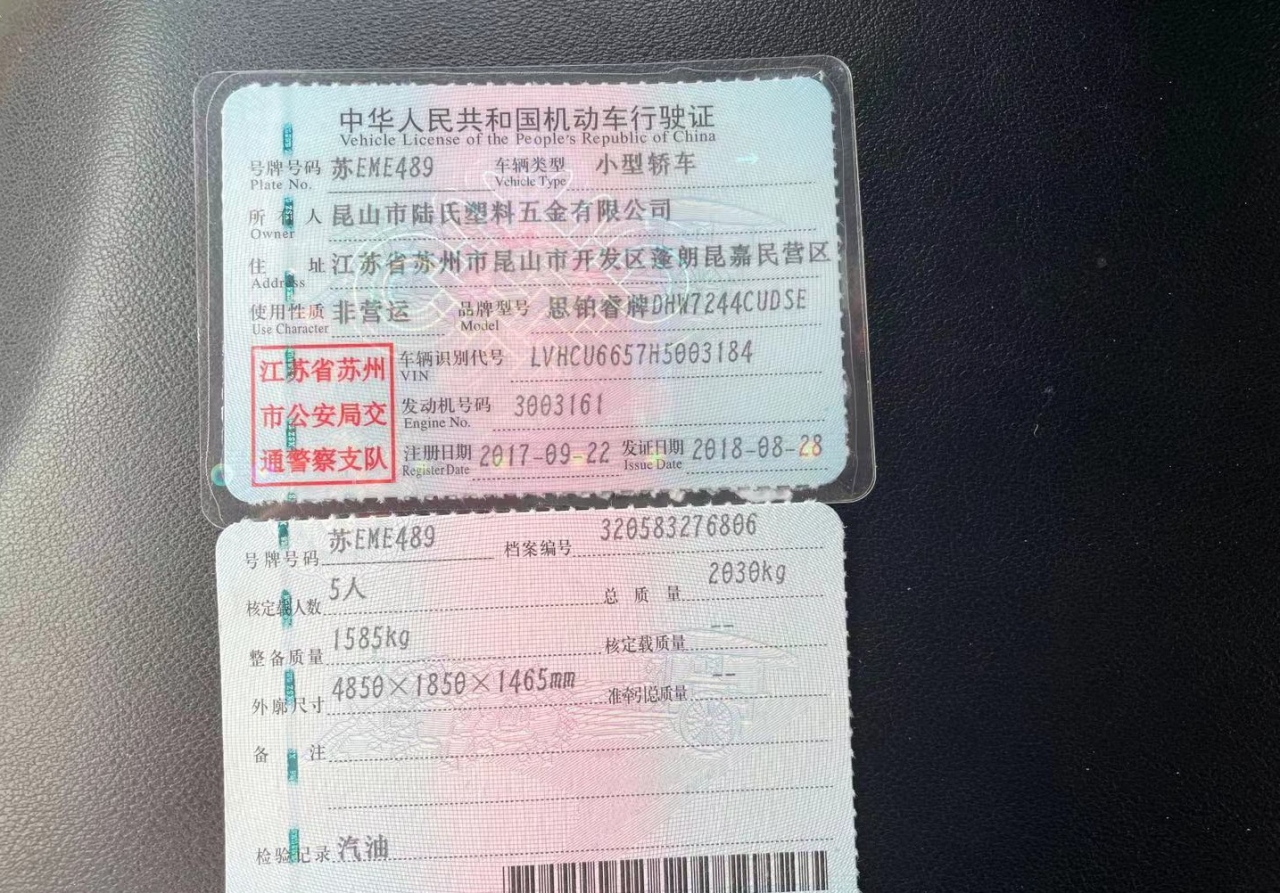 中华人民共和国机动车行驶证
Vehicle License of the People's Republic of China
号牌号码 苏EME489 车辆类型 小型轿车
Plate No. Vehicle Type
所有人 昆山市陆氏塑料五金有限公司
Owner
住址 江苏省苏州市昆山市开发区蓬朗昆嘉民营区
Address
使用性质 非营运 品牌型号 思铂睿牌DHW7244CUDSE
Use Character Model
江苏省苏州
市公安局交
通警察支队
车辆识别代号 LVHCU6657H5003184
VIN
发动机号码 3003161
Engine No.
注册日期 2017-09-22 发证日期 2018-08-28
Register Date Issue Date
号牌号码 苏EME489 档案编号 320583276806
核定载人数 5人 总质量 2030kg
整备质量 1585kg 核定载质量 --
外廓尺寸 4850×1850×1465mm 准牵引总质量 --
备注
检验记录 汽油